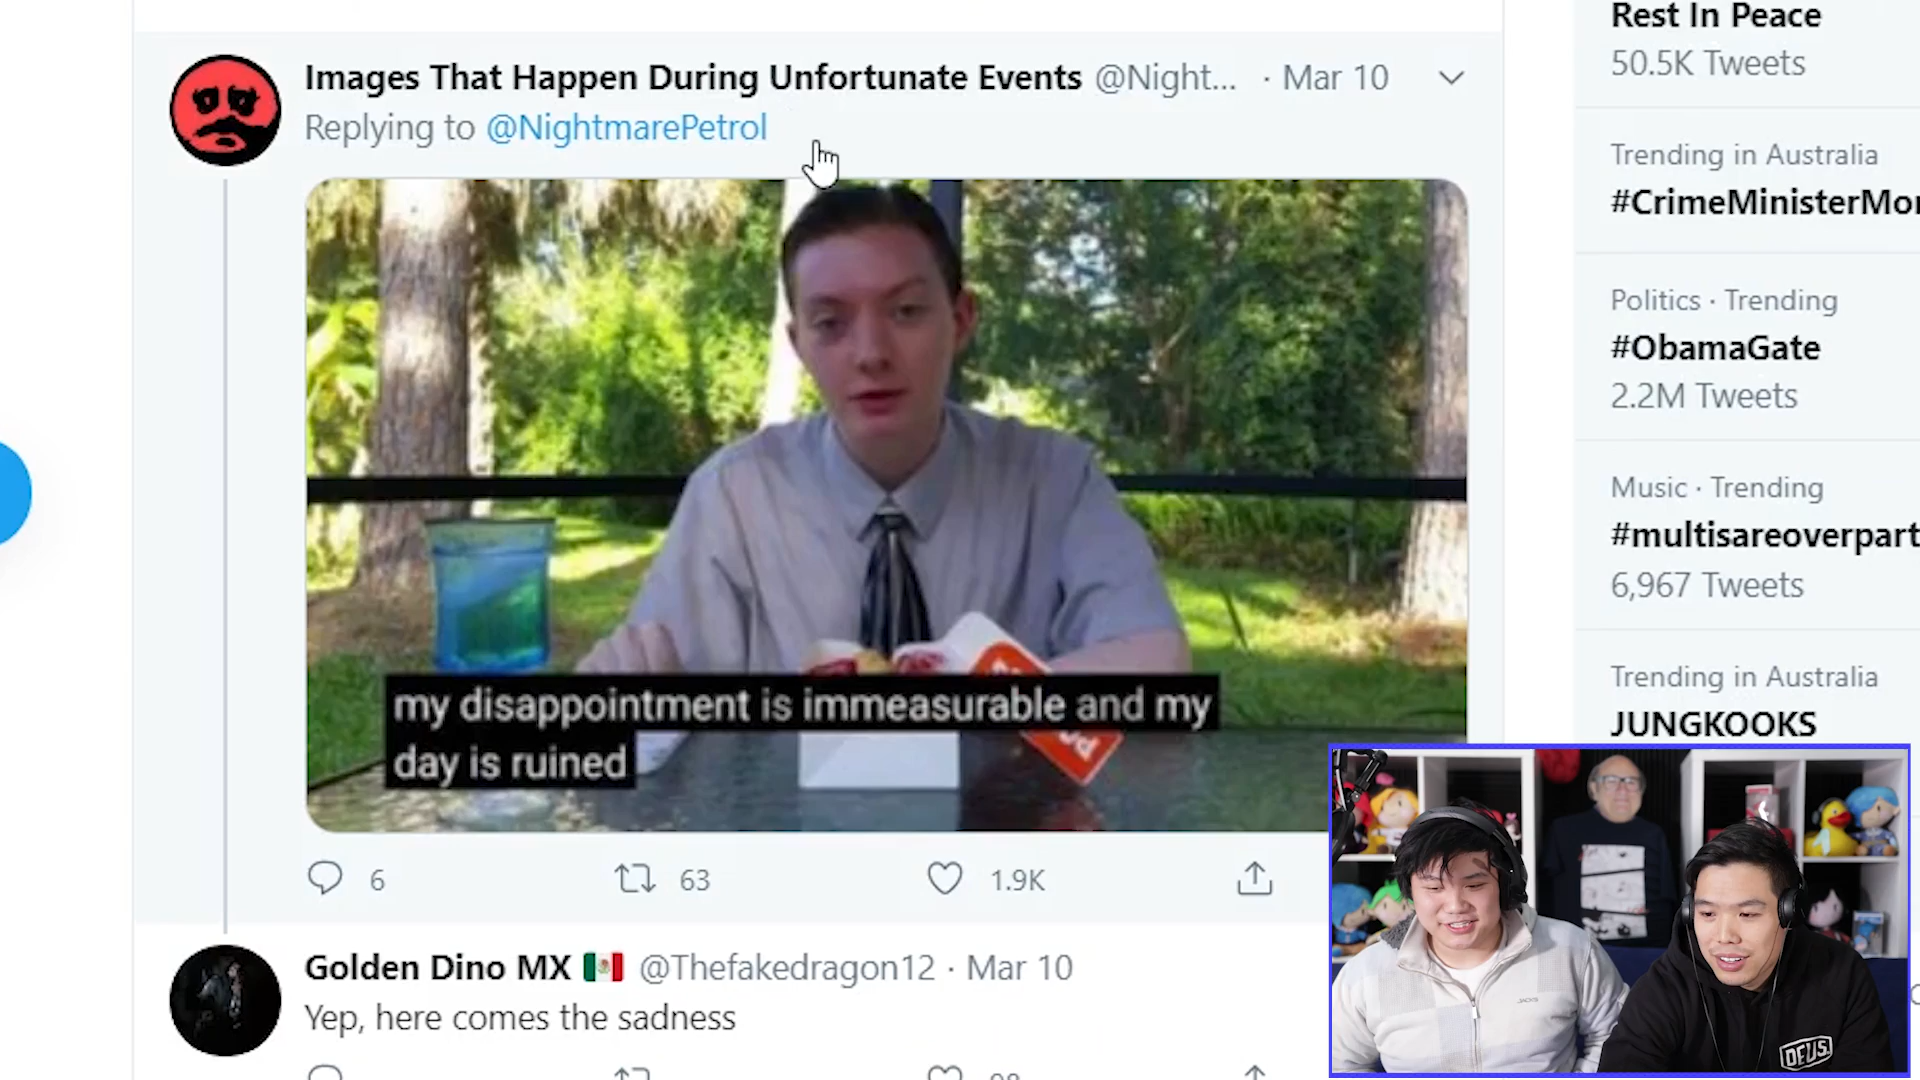 Images That Happen During Unfortunate Events @Night... · Mar 10
Replying to @NightmarePetrol
my disappointment is immeasurable and my
day is ruined
6 63 1.9K
Golden Dino MX @Thefakedragon12 · Mar 10
Yep, here comes the sadness
Rest In Peace
50.5K Tweets
Trending in Australia
#CrimeMinisterMor
Politics · Trending
#ObamaGate
2.2M Tweets
Music · Trending
#multisareoverpart
6,967 Tweets
Trending in Australia
JUNGKOOKS
DEUS.